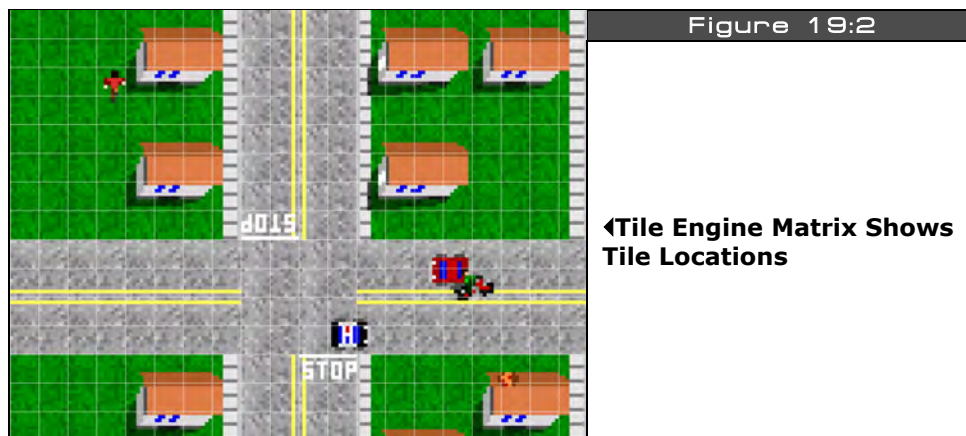 Figure 19:2
STOP
◀Tile Engine Matrix Shows
Tile Locations
STOP